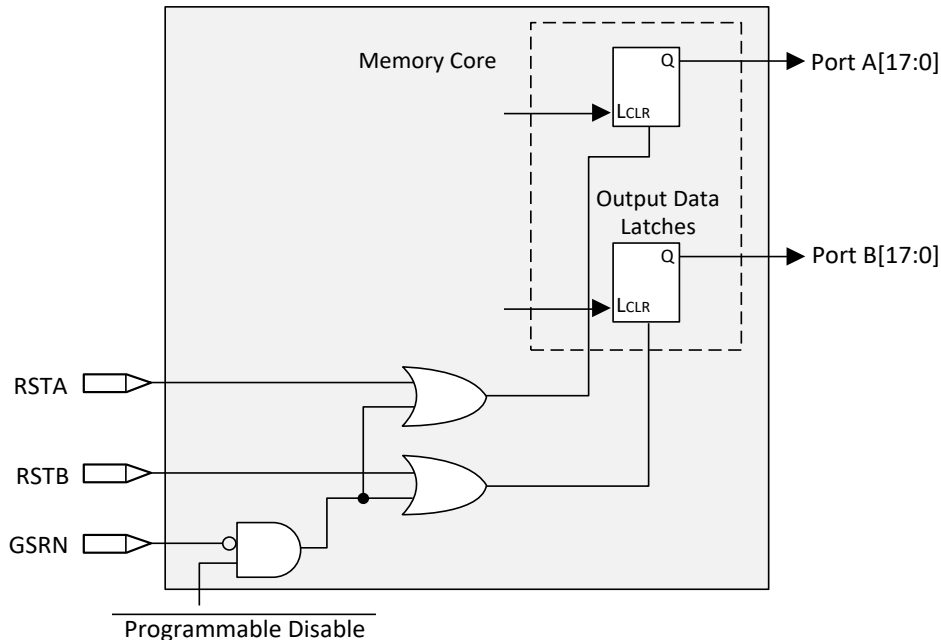 Memory Core
Q
Port A[17:0]
LCLR
Output Data
Latches
Q
Port B[17:0]
LCLR
RSTA
RSTB
GSRN
Programmable Disable